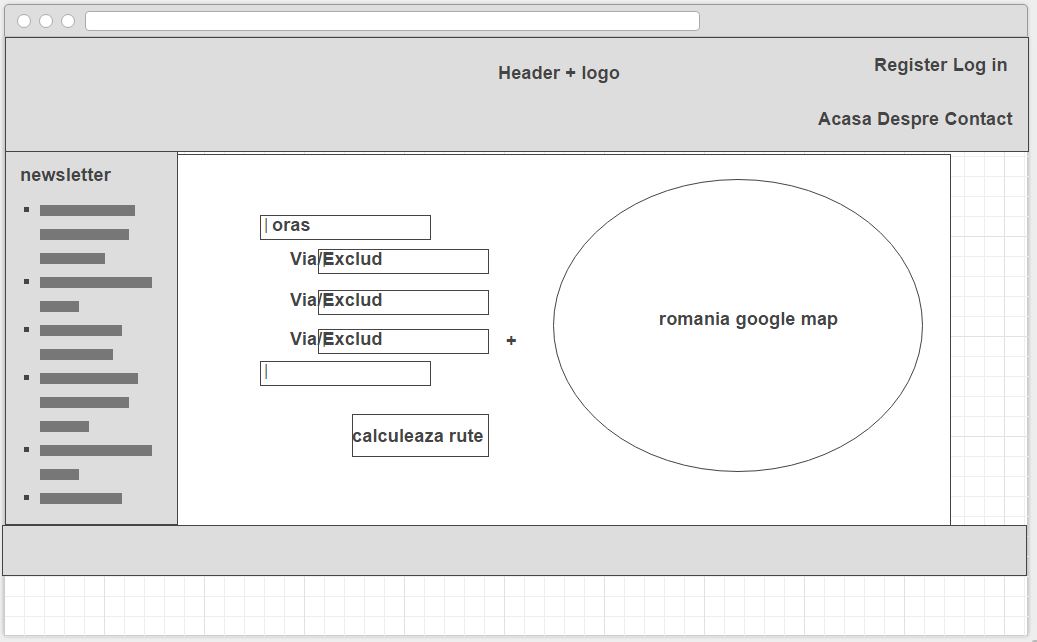 Header + logo
Register Log in
Acasa Despre Contact
newsletter
oras
Via/Exclud
Via/Exclud
Via/Exclud
+
calculeaza rute
romania google map